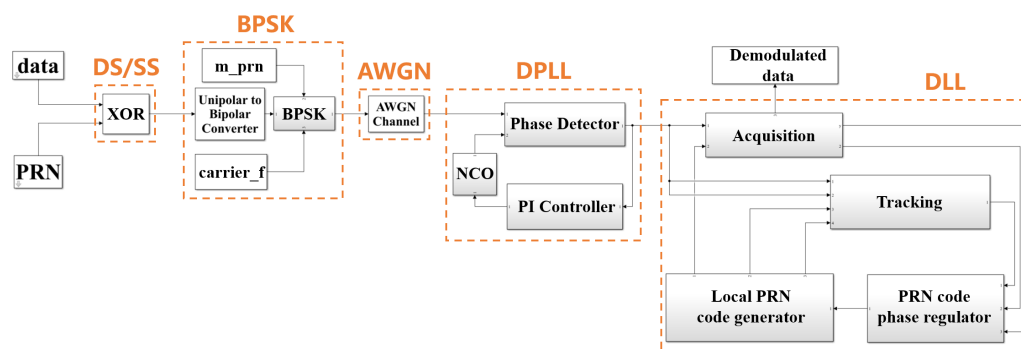 BPSK
data
DS/SS
m_prn
AWGN
DPLL
Demodulated
data
DLL
XOR
Unipolar to
Bipolar
Converter
BPSK
AWGN
Channel
Phase Detector
Acquisition
PRN
carrier_f
NCO
PI Controller
Tracking
Local PRN
code generator
PRN code
phase regulator